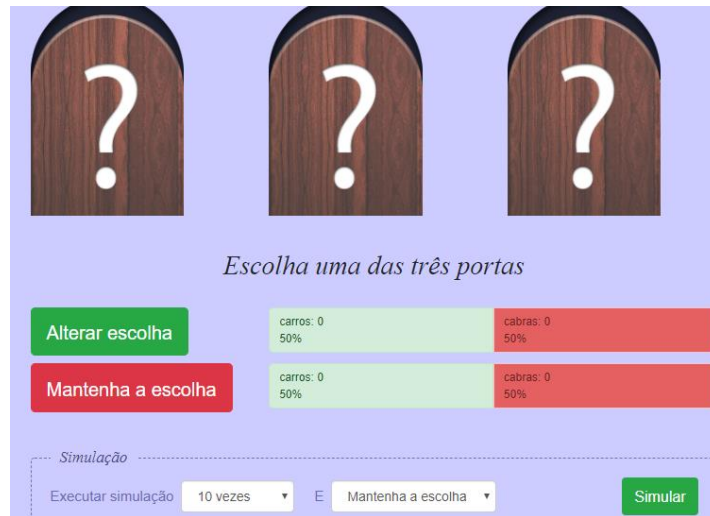 ? ? ?
Escolha uma das três portas
Alterar escolha
carros: 0
50%
cabras: 0
50%
Mantenha a escolha
carros: 0
50%
cabras: 0
50%
Simulação
Executar simulação 10 vezes E Mantenha a escolha Simular